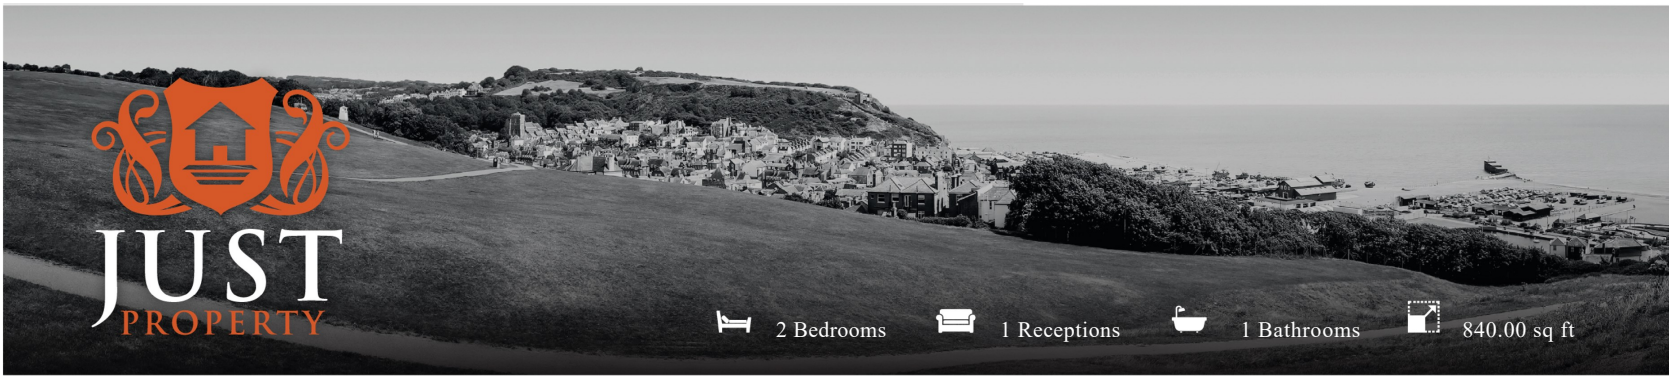 JUST
PROPERTY
2 Bedrooms
1 Receptions
1 Bathrooms
840.00 sq ft